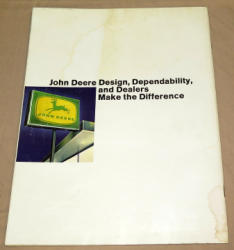 John Deere Design, Dependability,
and Dealers
Make the Difference
JOHN DEERE